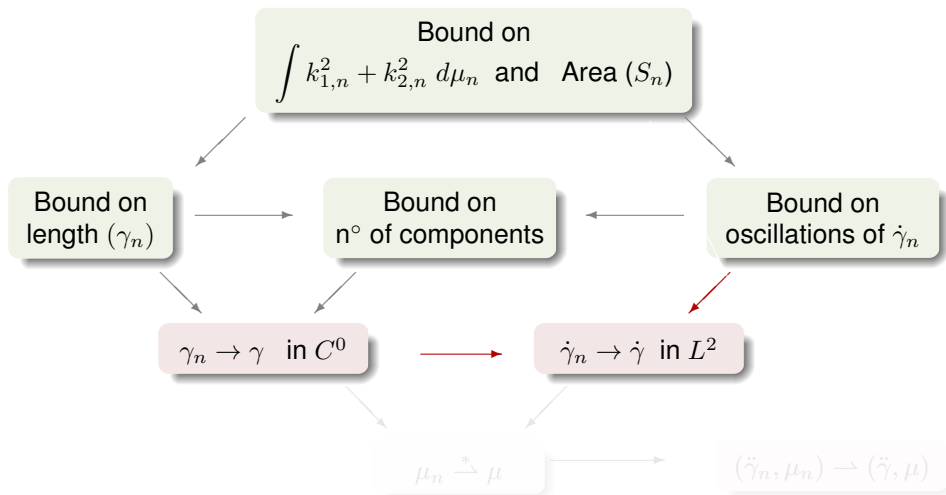 Bound on
∫ k²₁,ₙ + k²₂,ₙ dμₙ and Area (Sₙ)
Bound on
length (γₙ)
Bound on
n° of components
Bound on
oscillations of γ̇ₙ
γₙ → γ in C⁰
γ̇ₙ → γ̇ in L²
μₙ ⇀* μ
(γ̈ₙ, μₙ) ⇀ (γ̈, μ)